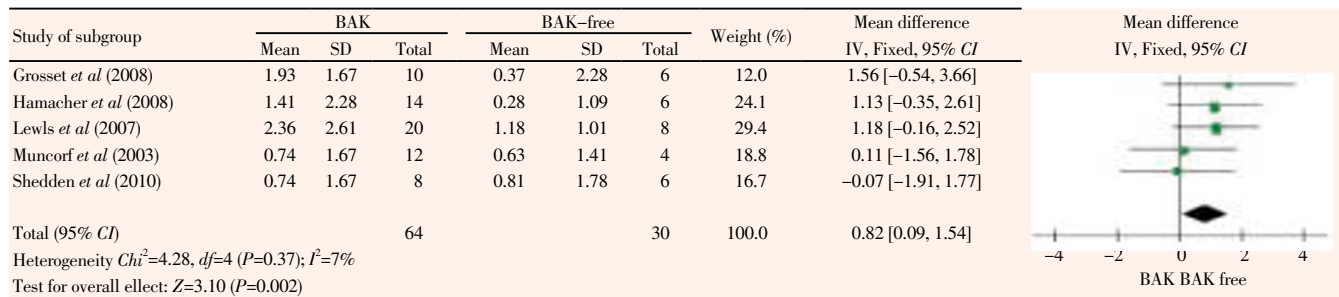 Study of subgroup BAK BAK-free Weight (%) Mean difference IV, Fixed, 95% CI Mean difference IV, Fixed, 95% CI
Mean SD Total Mean SD Total
Grosset et al (2008) 1.93 1.67 10 0.37 2.28 6 12.0 1.56 [-0.54, 3.66]
Hamacher et al (2008) 1.41 2.28 14 0.28 1.09 6 24.1 1.13 [-0.35, 2.61]
Lewls et al (2007) 2.36 2.61 20 1.18 1.01 8 29.4 1.18 [-0.16, 2.52]
Muncorf et al (2003) 0.74 1.67 12 0.63 1.41 4 18.8 0.11 [-1.56, 1.78]
Shedden et al (2010) 0.74 1.67 8 0.81 1.78 6 16.7 -0.07 [-1.91, 1.77]
Total (95% CI) 64 30 100.0 0.82 [0.09, 1.54]
Heterogeneity Chi²=4.28, df=4 (P=0.37); I²=7%
Test for overall ellect: Z=3.10 (P=0.002)
-4 -2 0 2 4
BAK BAK free